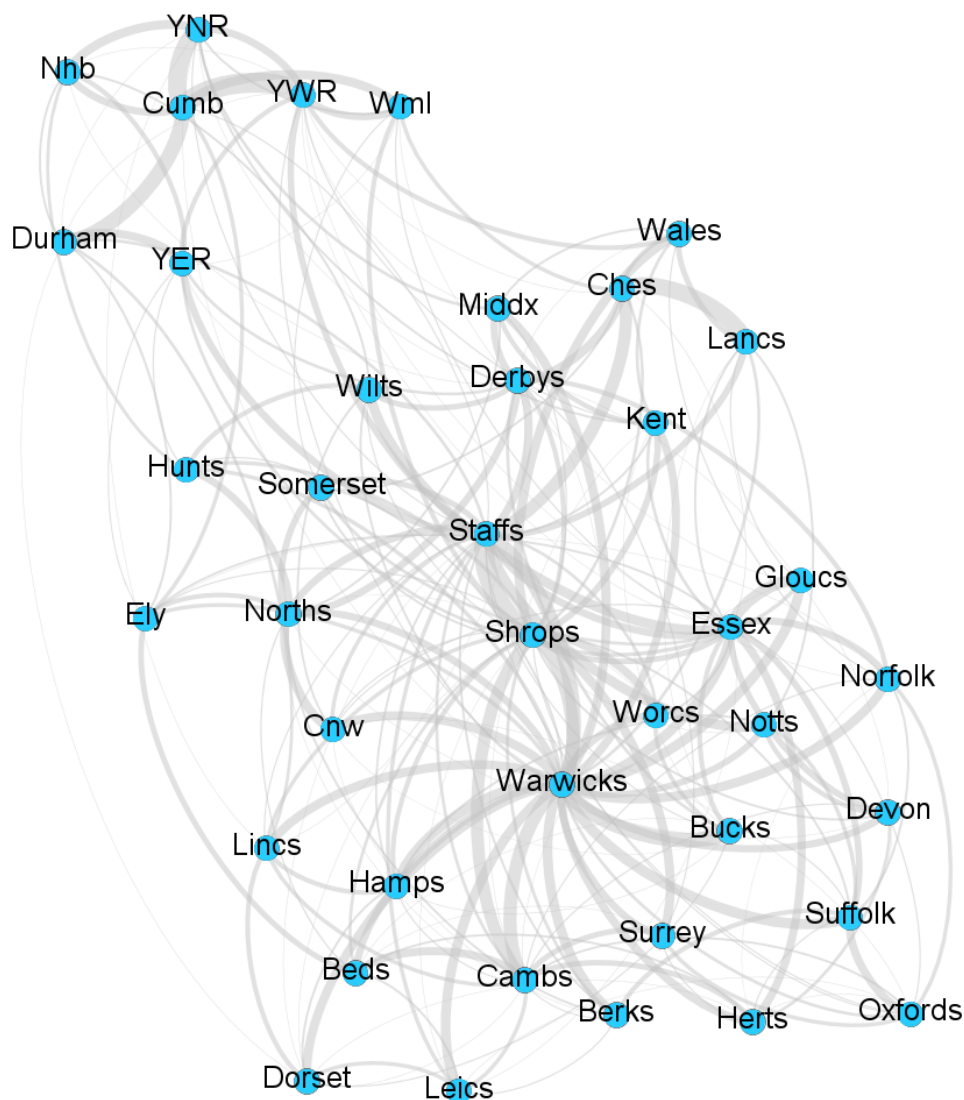 YNR
Nhb
YWR
Cumb
Wml
Durham
YER
Wales
Ches
Middx
Lancs
Derbys
Wilts
Kent
Hunts
Somerset
Staffs
Gloucs
Ely
Norths
Shrops
Essex
Norfolk
Cnw
Worcs
Notts
Warwicks
Devon
Bucks
Lincs
Hamps
Suffolk
Surrey
Beds
Cambs
Berks
Herts
Oxfords
Dorset
Leics